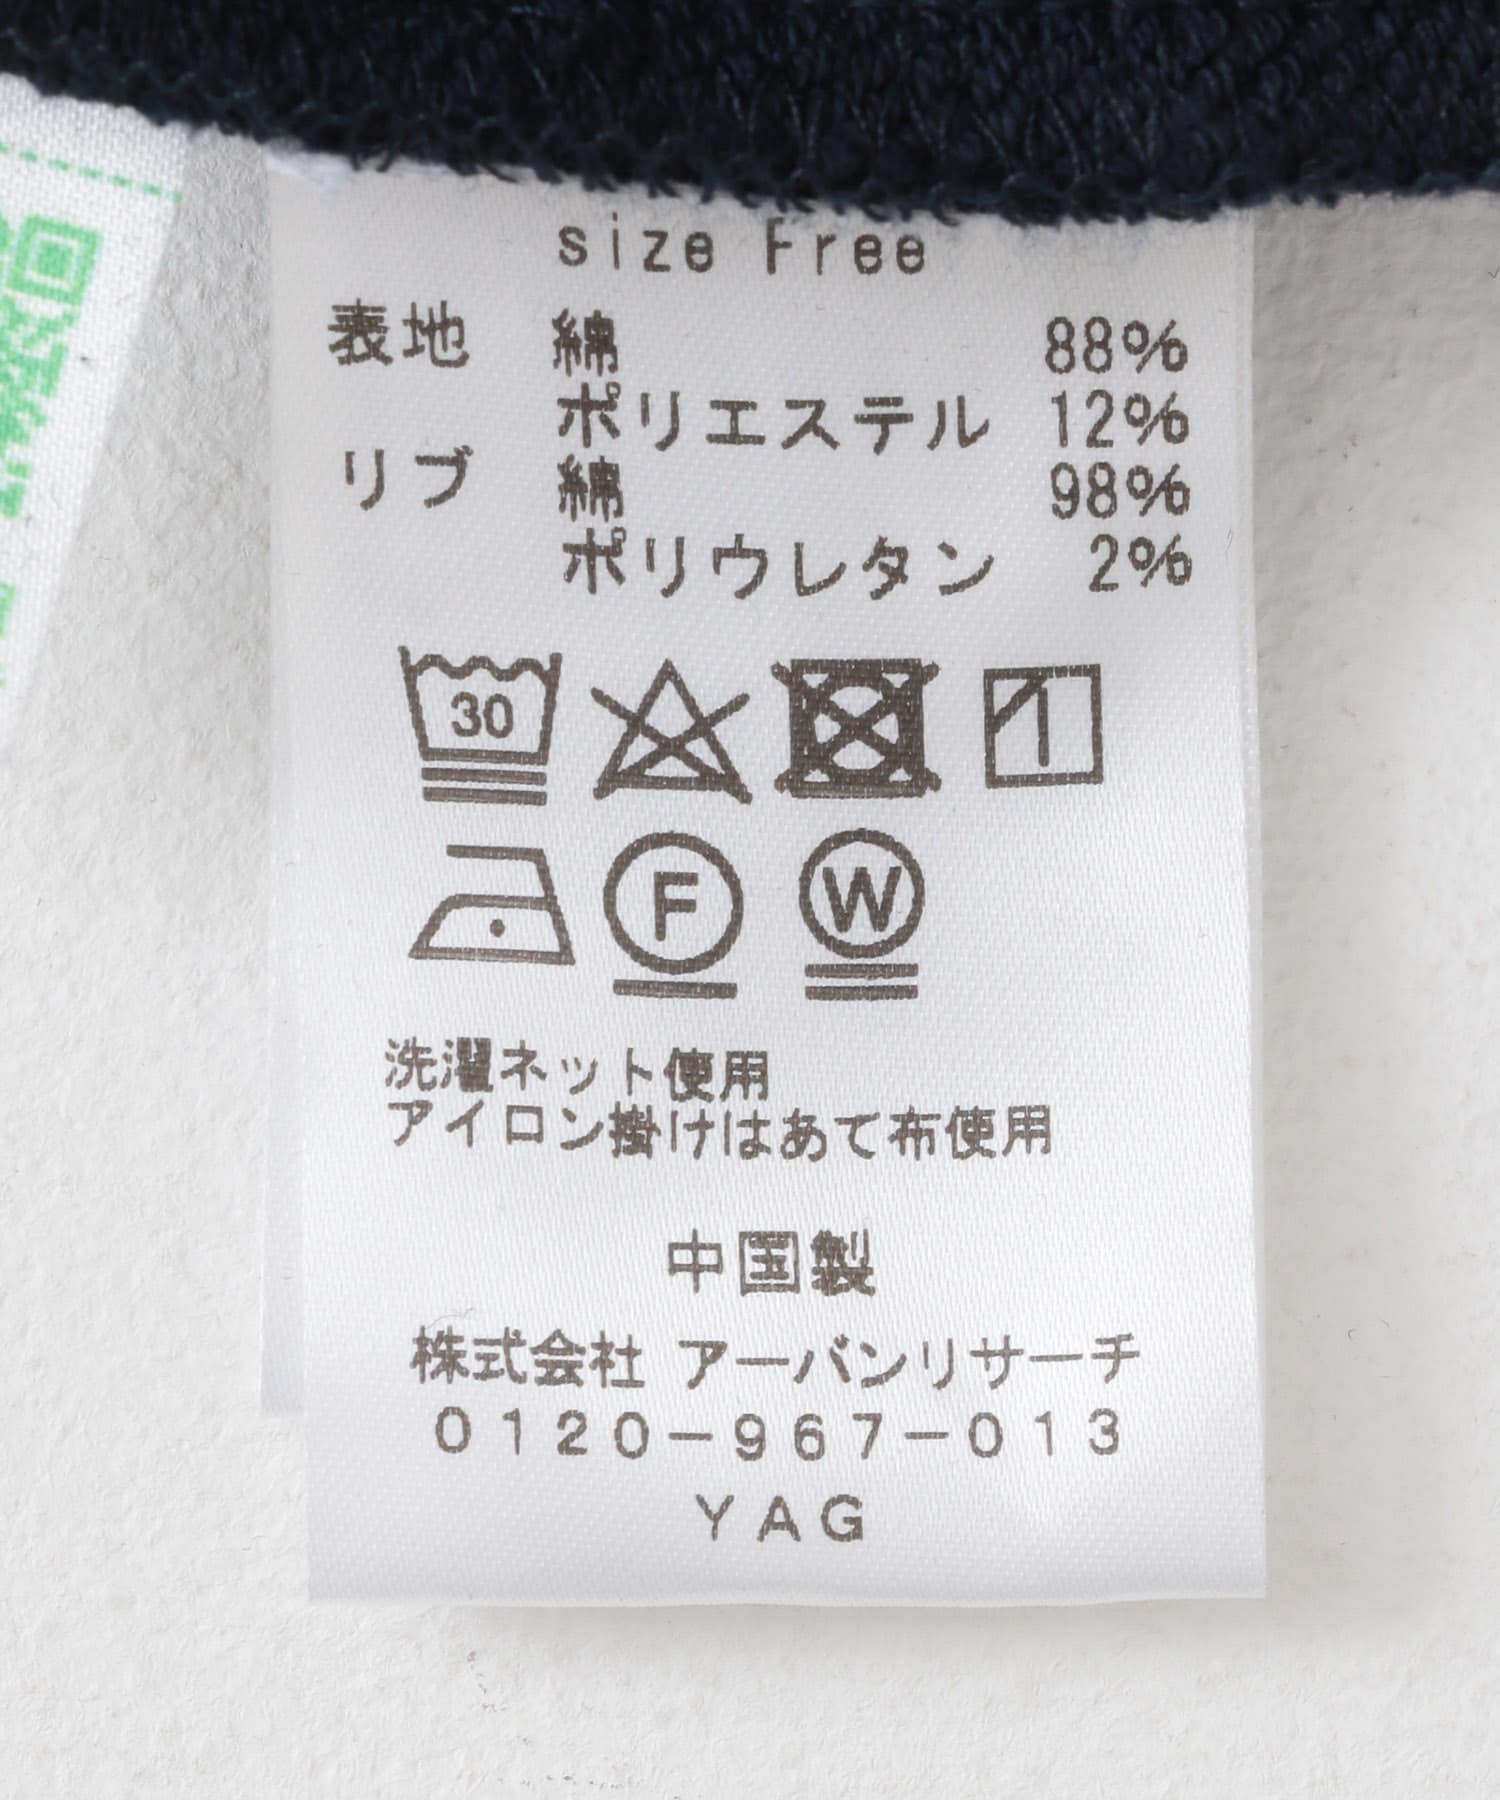 size Free
表地 綿 88%
ポリエステル 12%
リブ 綿 98%
ポリウレタン 2%
30
F W
洗濯ネット使用
アイロン掛けはあて布使用
中国製
株式会社 アーバンリサーチ
0120-967-013
YAG